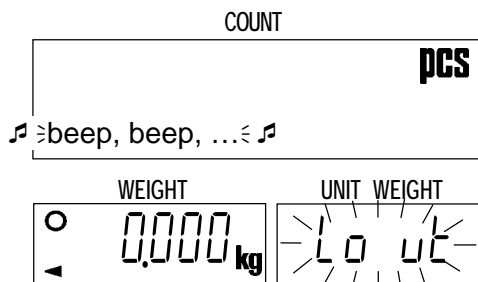 COUNT
pcs
beep, beep, …
WEIGHT UNIT WEIGHT
0.000 kg Lo ut